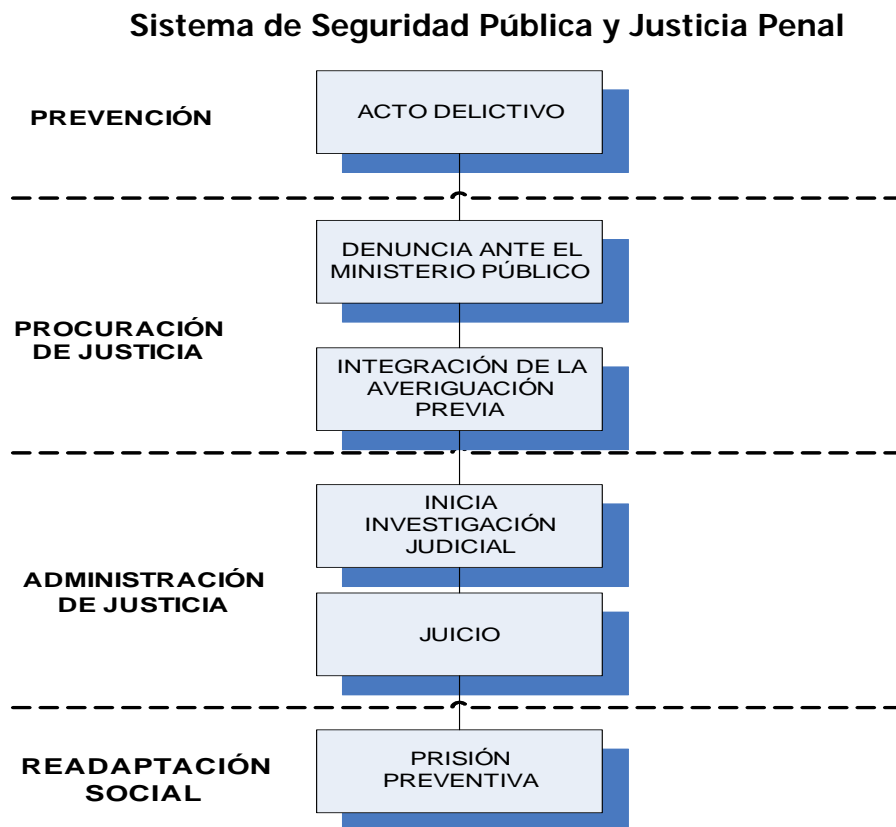 Sistema de Seguridad Pública y Justicia Penal
PREVENCIÓN
ACTO DELICTIVO
PROCURACIÓN
DE JUSTICIA
DENUNCIA ANTE EL
MINISTERIO PÚBLICO
INTEGRACIÓN DE LA
AVERIGUACIÓN
PREVIA
ADMINISTRACIÓN
DE JUSTICIA
INICIA
INVESTIGACIÓN
JUDICIAL
JUICIO
READAPTACIÓN
SOCIAL
PRISIÓN
PREVENTIVA